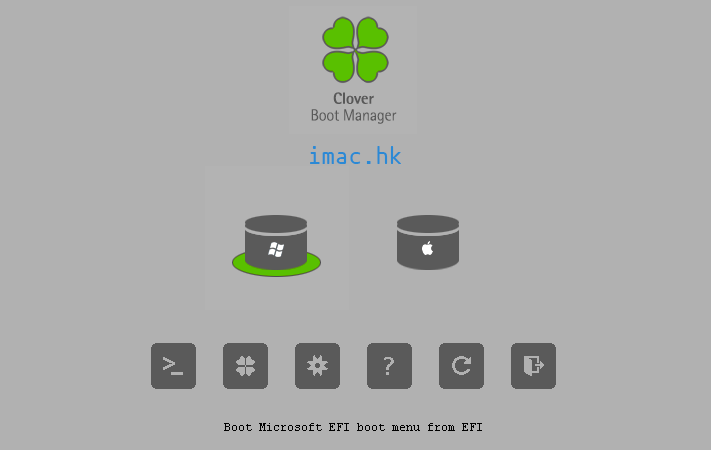 Clover
Boot Manager
imac.hk
>_
?
Boot Microsoft EFI boot menu from EFI